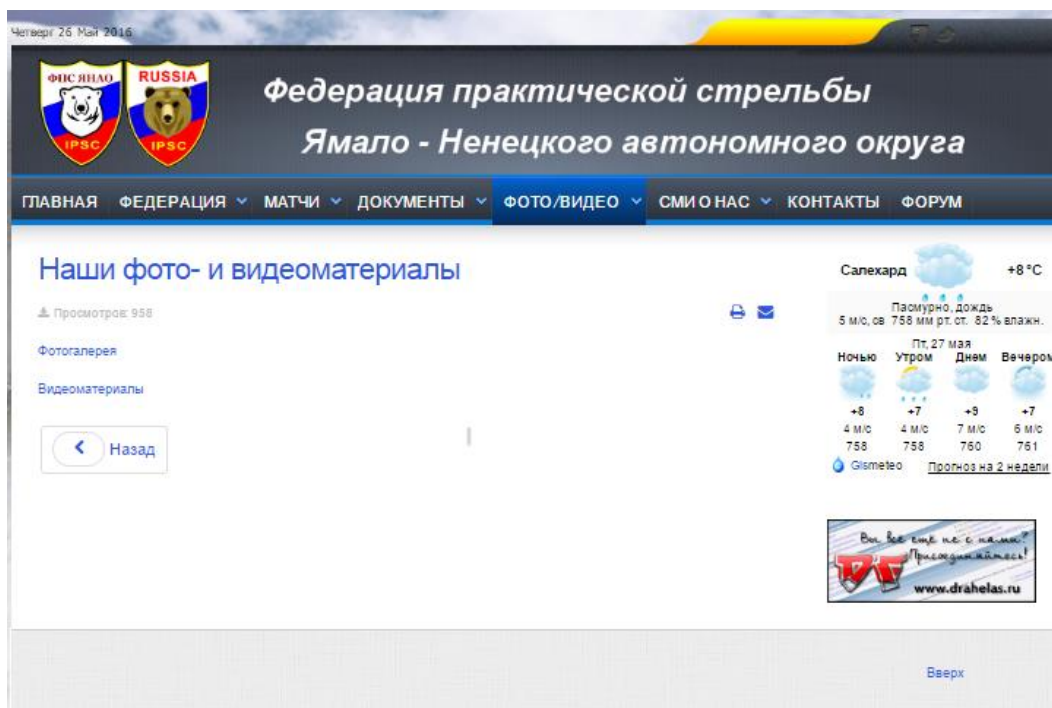 Четверг 26 Май 2016
ФПС ЯНАО
IPSC
RUSSIA
IPSC
Федерация практической стрельбы
Ямало - Ненецкого автономного округа
ГЛАВНАЯ ФЕДЕРАЦИЯ МАТЧИ ДОКУМЕНТЫ ФОТО/ВИДЕО СМИ О НАС КОНТАКТЫ ФОРУМ
Наши фото- и видеоматериалы
Просмотров: 958
Фотогалерея
Видеоматериалы
Назад
Салехард +8 °C
Пасмурно, дождь
5 м/с, св 758 мм рт. ст. 82 % влажн.
Пт, 27 мая
Ночью Утром Днём Вечером
+8 +7 +9 +7
4 м/с 4 м/с 7 м/с 6 м/с
758 758 760 761
Gismeteo Прогноз на 2 недели
Вы все еще не с нами?
Присоединяйтесь!
www.drahelas.ru
Вверх